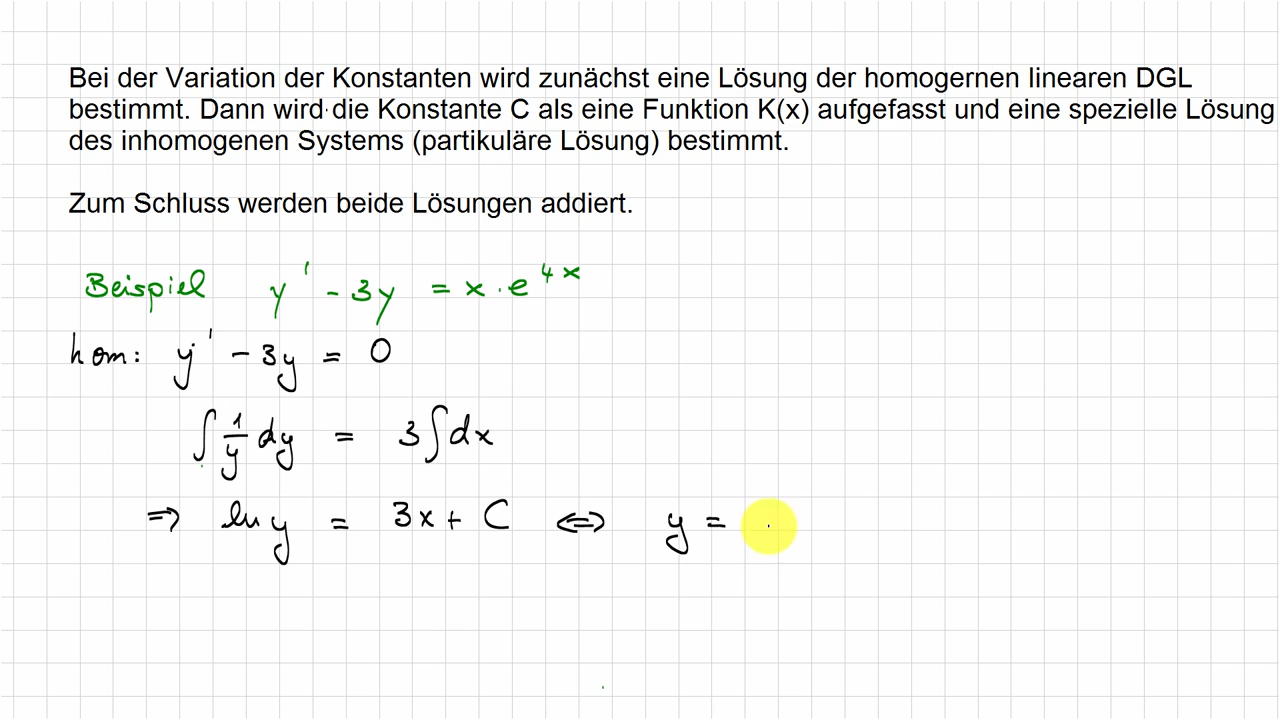 Bei der Variation der Konstanten wird zunächst eine Lösung der homogernen linearen DGL
bestimmt. Dann wird die Konstante C als eine Funktion K(x) aufgefasst und eine spezielle Lösung
des inhomogenen Systems (partikuläre Lösung) bestimmt.
Zum Schluss werden beide Lösungen addiert.
Beispiel y' - 3y = x · e^{4x}
hom: y' - 3y = 0
∫ 1/y dy = 3 ∫ dx
⇒ ln y = 3x + C ⇔ y =